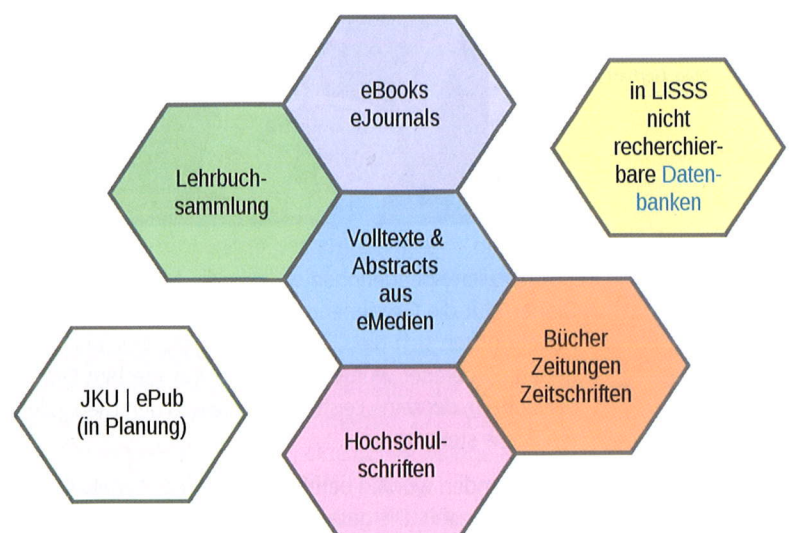 eBooks
eJournals
in LISSS
nicht
recherchier-
bare Daten-
banken
Lehrbuch-
sammlung
Volltexte &
Abstracts
aus
eMedien
Bücher
Zeitungen
Zeitschriften
JKU | ePub
(in Planung)
Hochschul-
schriften